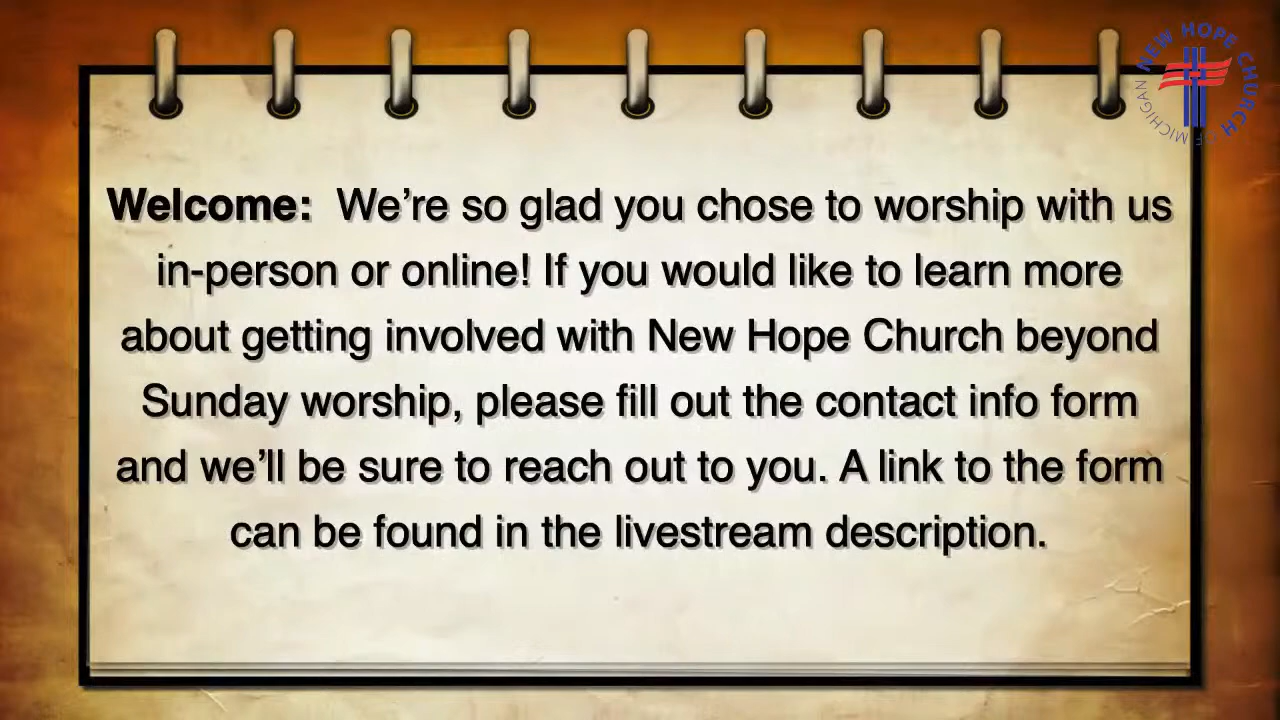 NEW HOPE CHURCH
OF MICHIGAN
Welcome:  We’re so glad you chose to worship with us
in-person or online! If you would like to learn more
about getting involved with New Hope Church beyond
Sunday worship, please fill out the contact info form
and we’ll be sure to reach out to you. A link to the form
can be found in the livestream description.